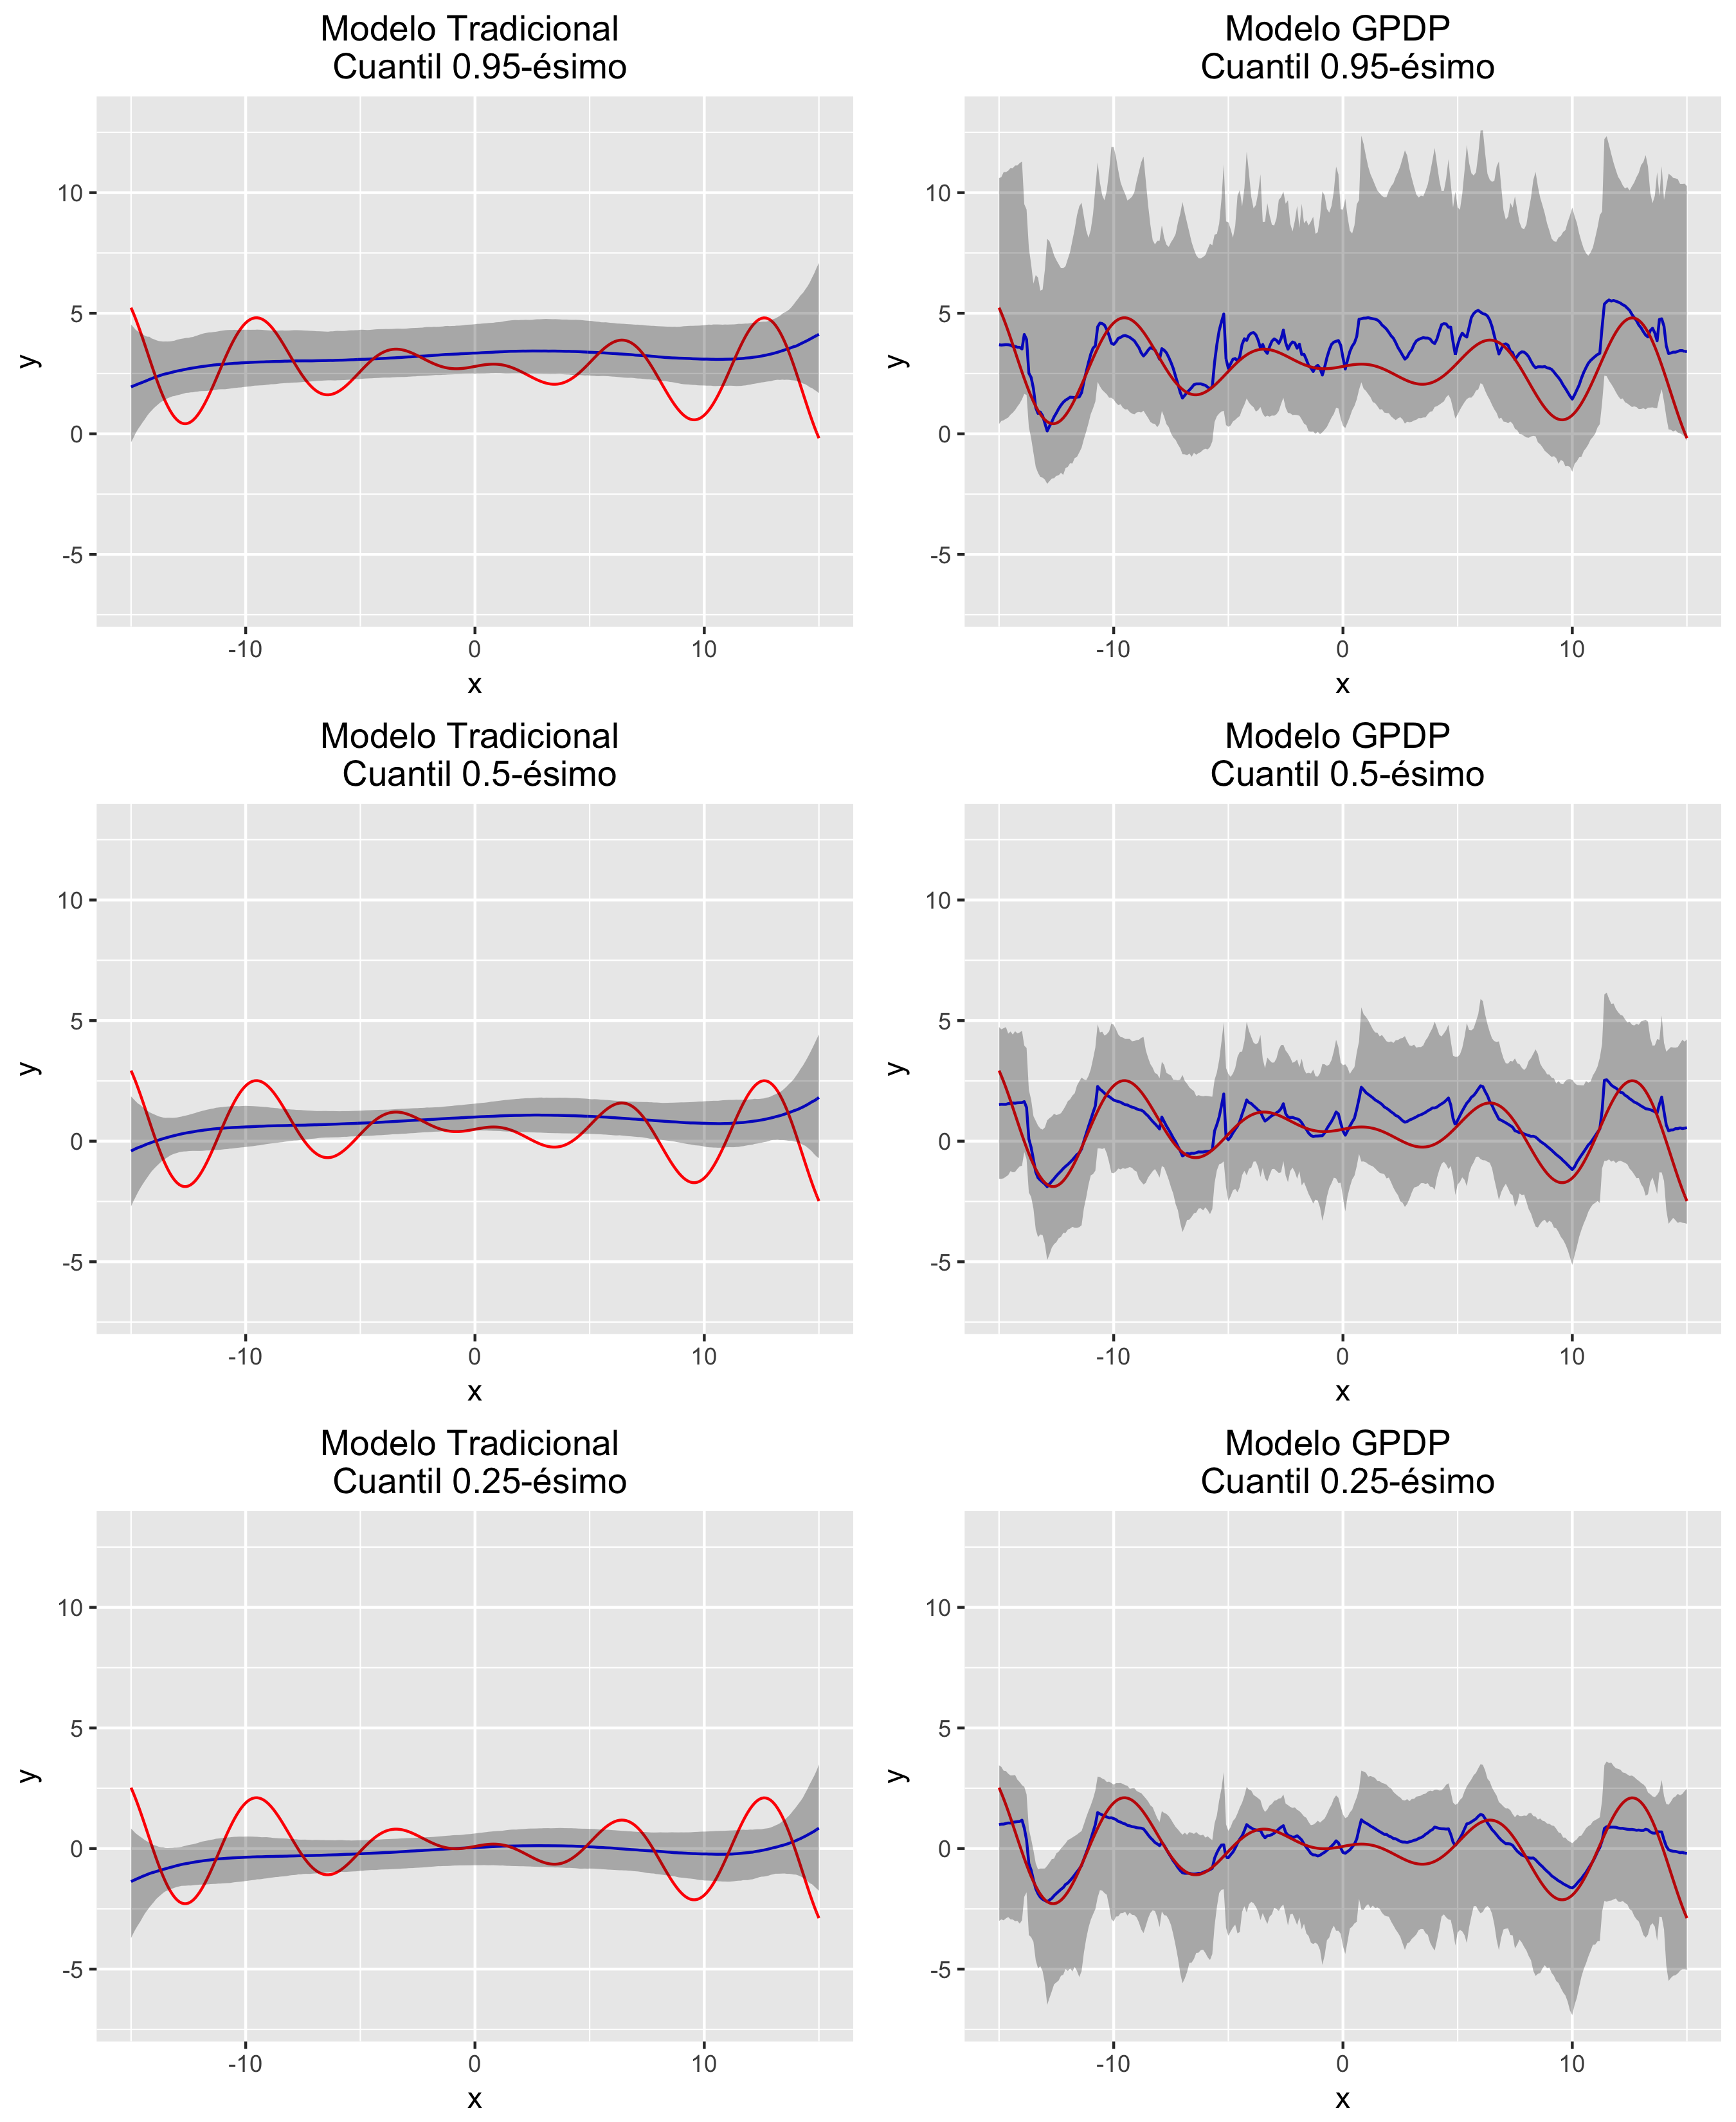 Modelo Tradicional
Cuantil 0.95-ésimo
10
5
0
-5
y
-10 0 10
x
Modelo GPDP
Cuantil 0.95-ésimo
10
5
0
-5
y
-10 0 10
x
Modelo Tradicional
Cuantil 0.5-ésimo
10
5
0
-5
y
-10 0 10
x
Modelo GPDP
Cuantil 0.5-ésimo
10
5
0
-5
y
-10 0 10
x
Modelo Tradicional
Cuantil 0.25-ésimo
10
5
0
-5
y
-10 0 10
x
Modelo GPDP
Cuantil 0.25-ésimo
10
5
0
-5
y
-10 0 10
x